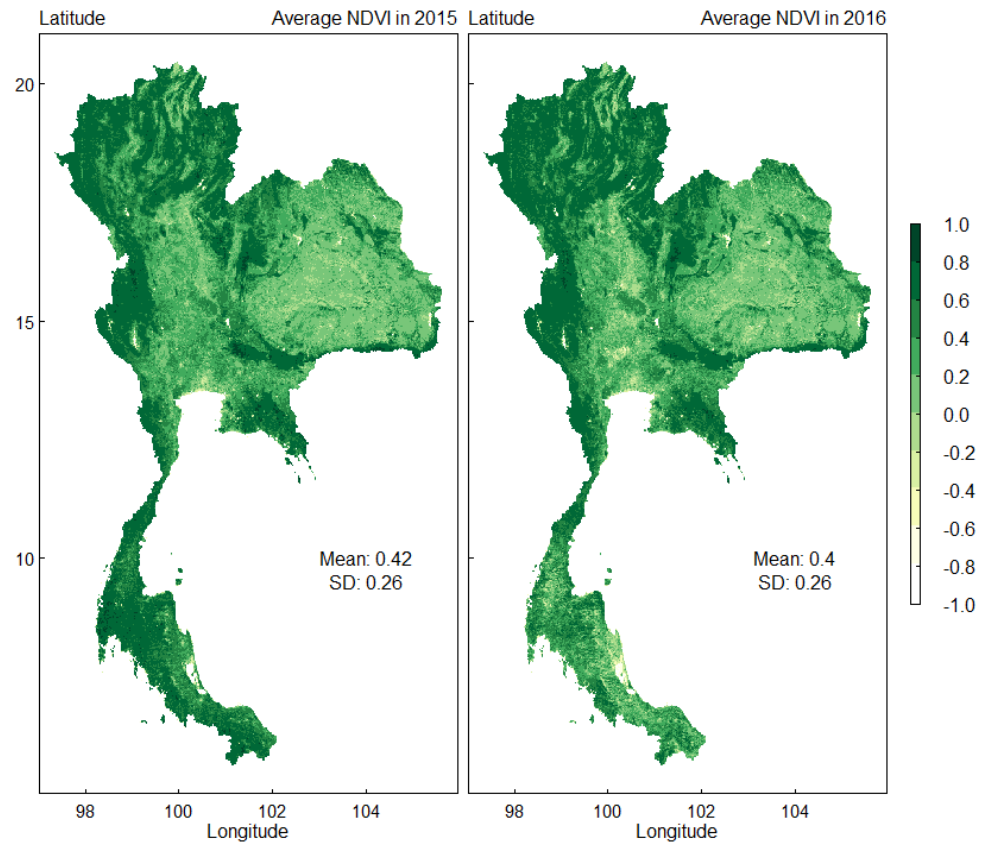 Latitude Average NDVI in 2015
Latitude Average NDVI in 2016
20
15
10
Mean: 0.42
SD: 0.26
Mean: 0.4
SD: 0.26
98 100 102 104
Longitude
98 100 102 104
Longitude
1.0
0.8
0.6
0.4
0.2
0.0
-0.2
-0.4
-0.6
-0.8
-1.0